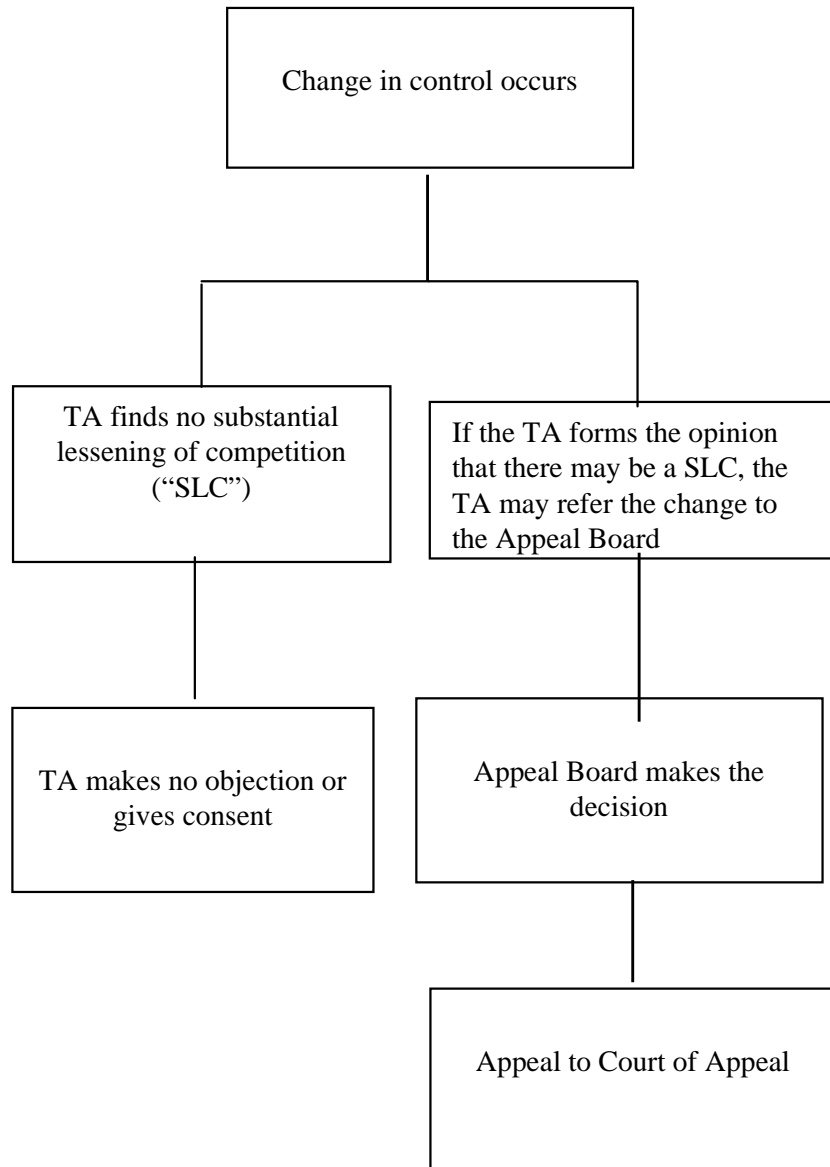 Change in control occurs
TA finds no substantial
lessening of competition
(“SLC”)
If the TA forms the opinion
that there may be a SLC, the
TA may refer the change to
the Appeal Board
TA makes no objection or
gives consent
Appeal Board makes the
decision
Appeal to Court of Appeal